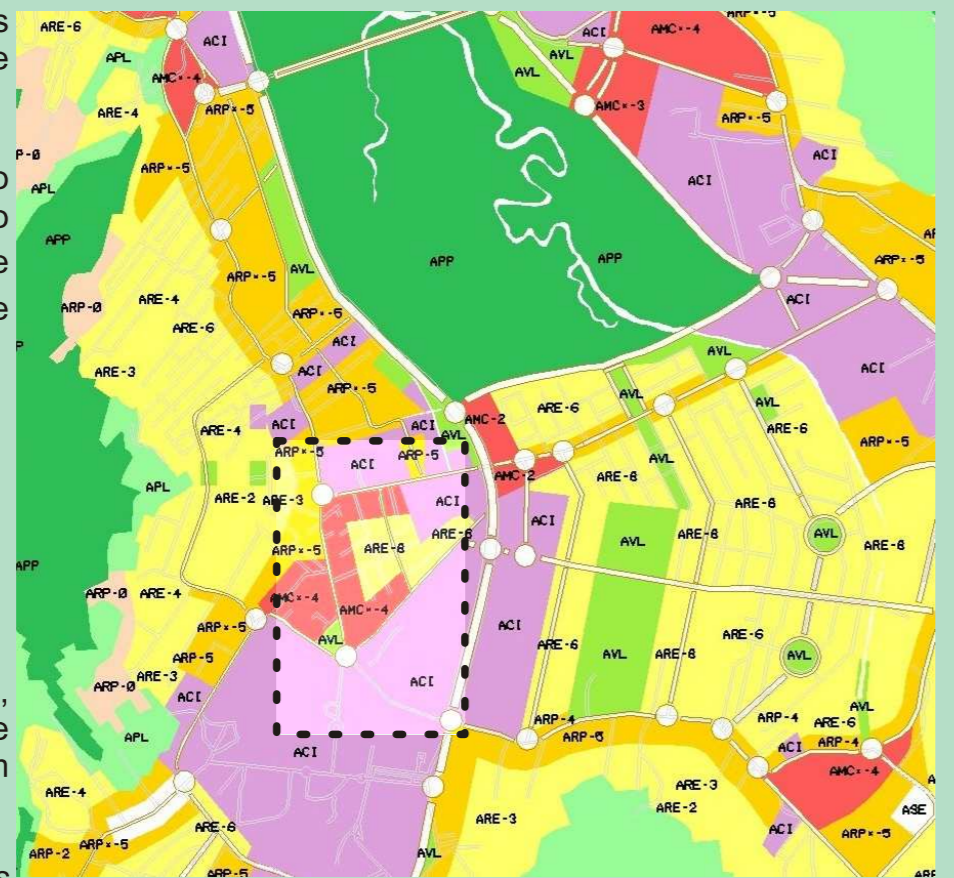 s
e
o
o
e
e
,
e
n
s
ARE-6
ACI
AMC*-4
ARP*-5
APL
AMC*-4
ACI
AVL
AVL
ARE-4
ARP*-5
AMC*-3
ARP*-5
P-0
ARP*-5
ACI
ACI
APL
APP
APP
APP
ARP*-5
ARP*-5
AVL
ARP-0
ARE-4
ARP*-5
ACI
ARE-6
ACI
AVL
ARE-3
ACI
ACI
ARP*-5
AVL
AVL
ARE-6
AMC-2
ARE-4
ACI
ACI
AVL
ARE-6
ARP*-5
ARP*-5
ACI
ARP-5
AVL
AMC-2
ARE-6
APL
ARE-2
ARE-3
ACI
ARE-6
ACI
ARE-6
AVL
ARE-6
AVL
ARE-6
ARP*-5
ARE-6
APP
ARP-0
ARE-4
AMC*-4
AMC*-4
ARP*-5
AVL
ACI
ARE-6
ARE-6
ARP-5
ARE-6
AVL
ARE-6
AVL
ARP-0
ARE-3
ACI
ACI
AVL
APL
ARP-4
ARP-5
ARP-4
ARE-6
ACI
ACI
ARP-4
AMC*-4
ARE-4
ARE-3
ARE-3
ARE-2
ASE
ARE-6
ACI
ARP*-5
ARP-2
ARP*-5
AVL
ARP-5